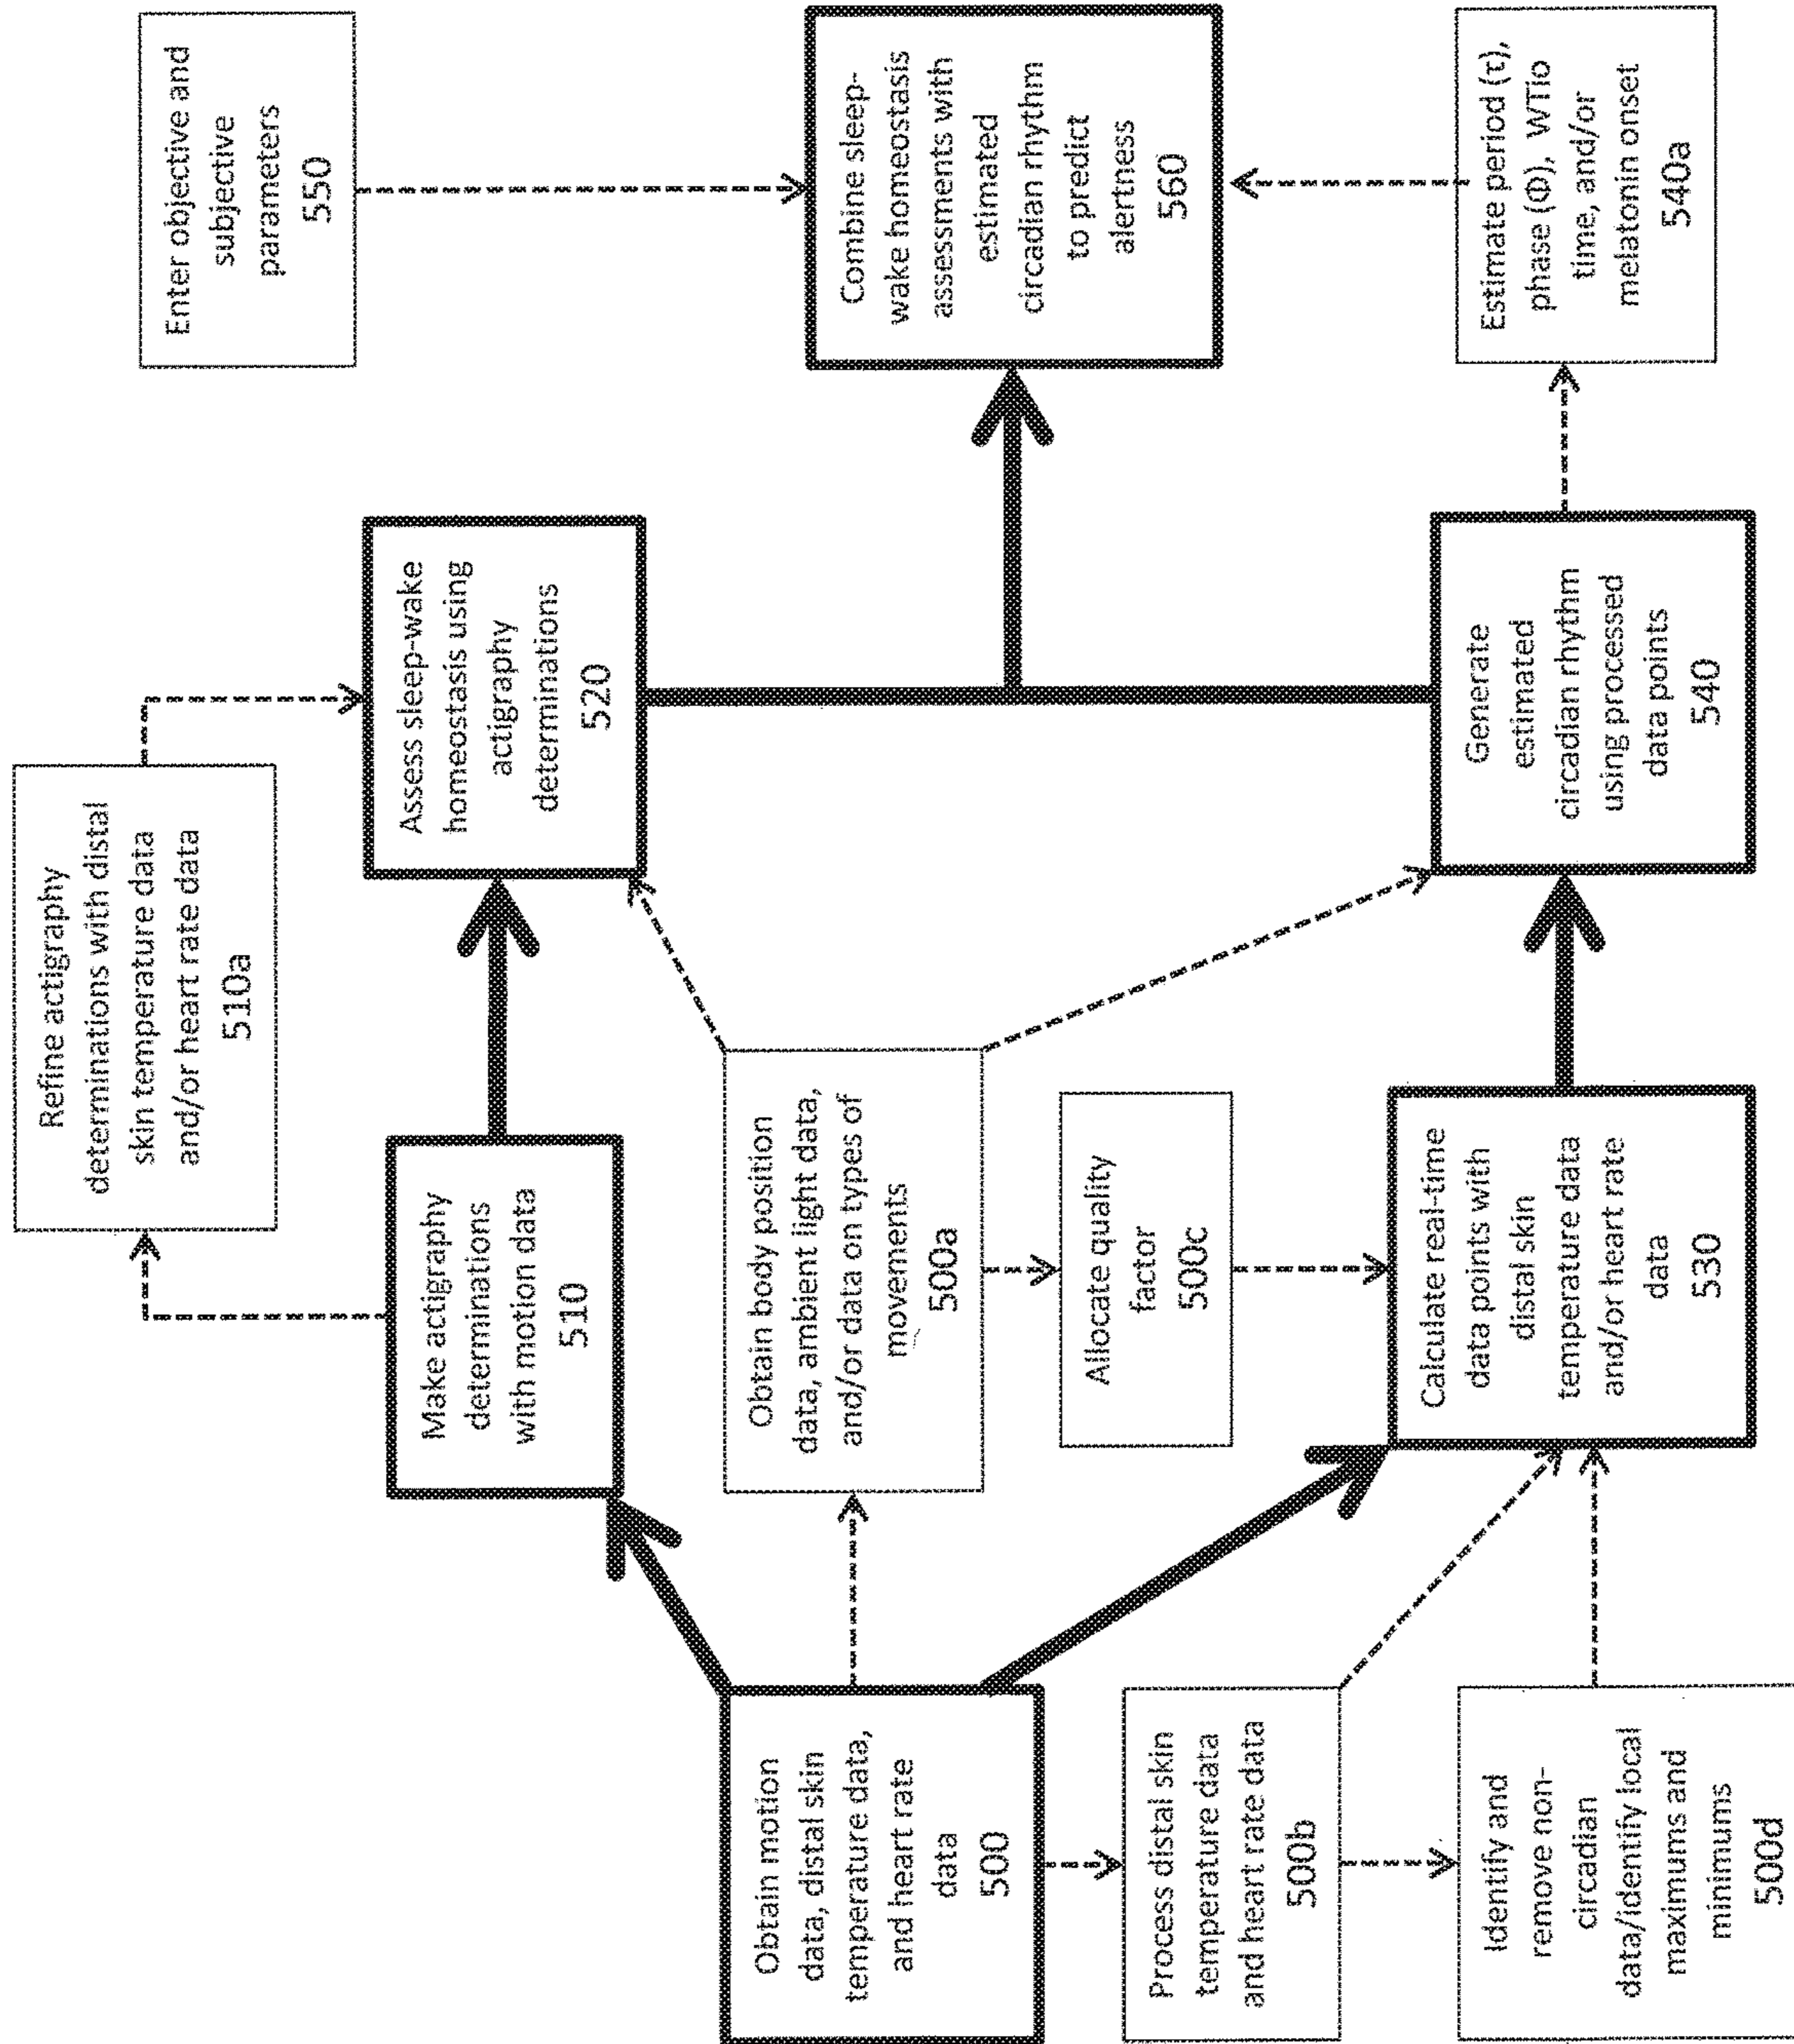 Obtain motion
data, distal skin
temperature data,
and heart rate
data
500
Process distal skin
temperature data
and heart rate data
500b
Identify and
remove non-
circadian
data/identify local
maximums and
minimums
500d
Make actigraphy
determinations
with motion data
510
Obtain body position
data, ambient light data,
and/or data on types of
movements
500a
Allocate quality
factor
500c
Calculate real-time
data points with
distal skin
temperature data
and/or heart rate
data
530
Refine actigraphy
determinations with distal
skin temperature data
and/or heart rate data
510a
Assess sleep-wake
homeostasis using
actigraphy
determinations
520
Generate
estimated
circadian rhythm
using processed
data points
540
Enter objective and
subjective
parameters
550
Combine sleep-
wake homeostasis
assessments with
estimated
circadian rhythm
to predict
alertness
560
Estimate period (τ),
phase (Φ), WTio
time, and/or
melatonin onset
540a